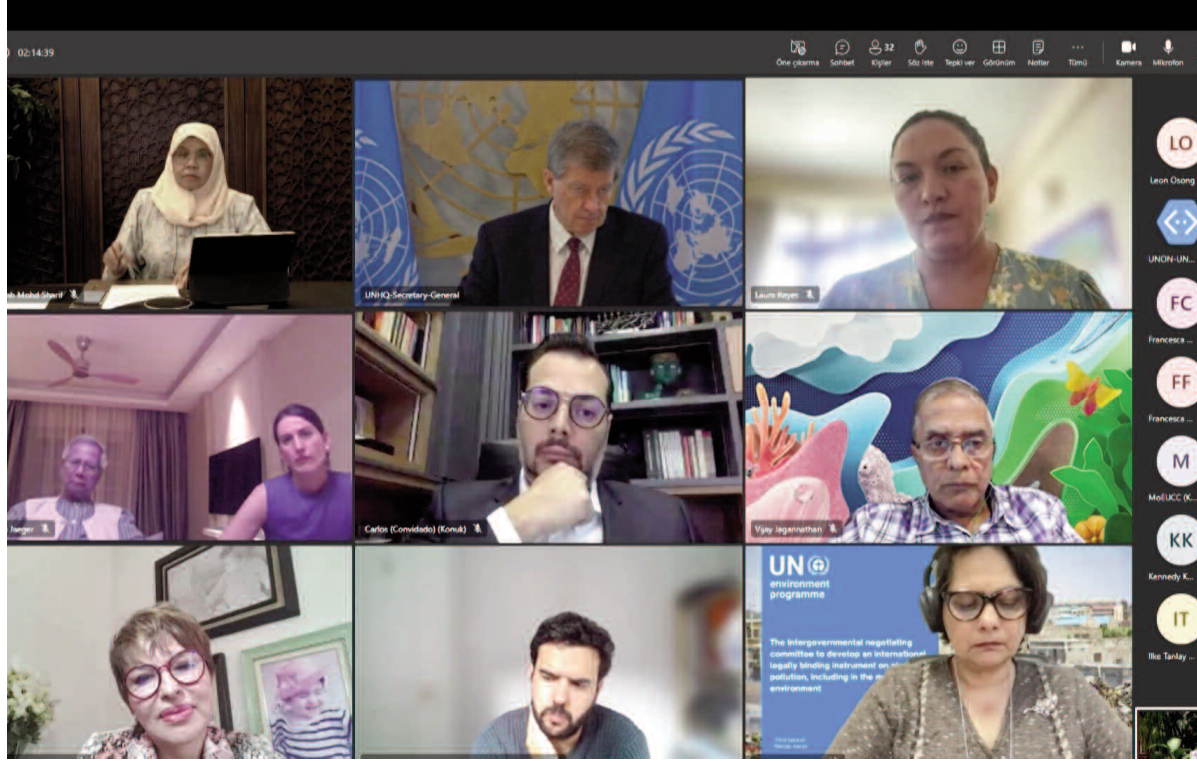 02:14:39
Öne çıkarma
Sohbet
32
Kişiler
Söz iste
Tepki ver
Görünüm
Notlar
Tümü
Kamera
Mikrofon
Mohd Sharif
UNHQ-Secretary-General
Laura Reyes
LO
Leon Osong
UNON-UN...
FC
Francesca ...
Jaeger
Carlos (Convidado) (Konuk)
Vijay Jagannathan
FF
Francesca ...
M
MoEUCC (K...
KK
Kennedy K...
IT
Ilke Tanlay ...
UN
environment
programme
The intergovernmental negotiating
committee to develop an international
legally binding instrument on
pollution, including in the
environment